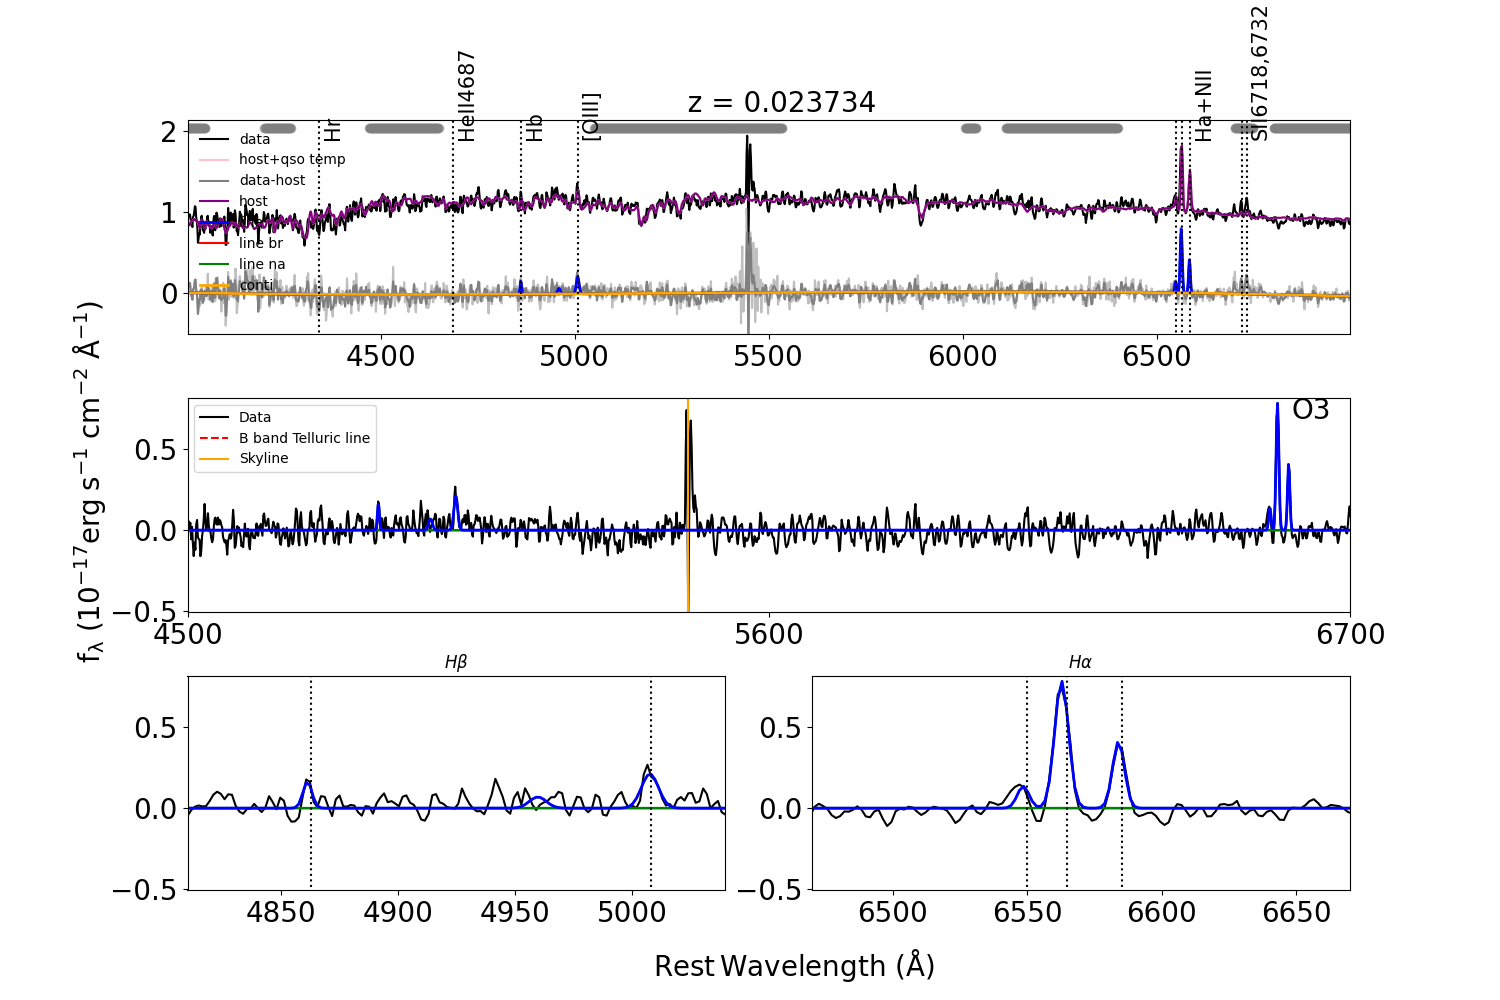 z = 0.023734
Hr
HeII4687
Hb
[OIII]
Ha+NII
SII6718,6732
2
1
0
data
host+qso temp
data-host
host
line br
line na
conti
4500 5000 5500 6000 6500
fλ (10−17erg s−1 cm−2 Å−1)
Data
B band Telluric line
Skyline
O3
0.5
0.0
−0.5
4500 5600 6700
Hβ
0.5
0.0
−0.5
4850 4900 4950 5000
Hα
0.5
0.0
−0.5
6500 6550 6600 6650
Rest Wavelength (Å)